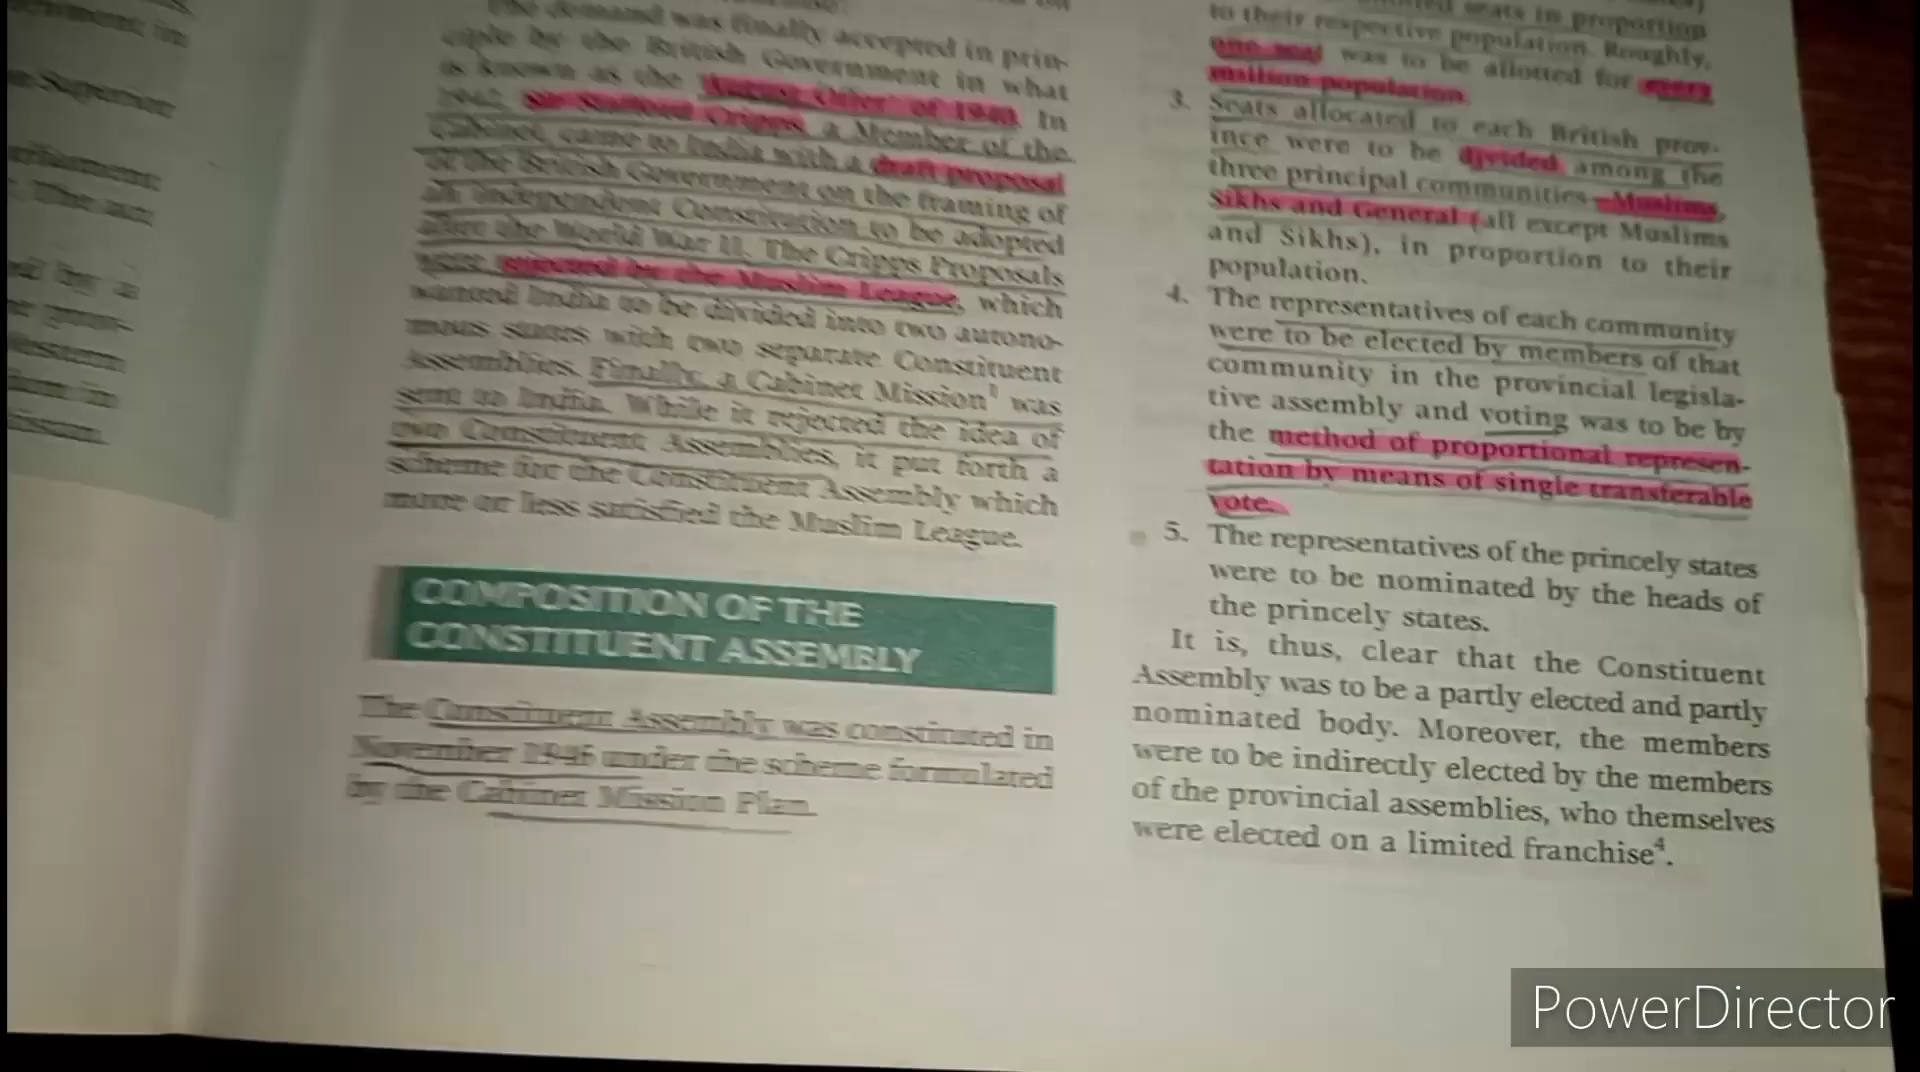 The demand was finally accepted in prin-
ciple by the British Government in what
is known as the 'August Offer' of 1940. In
1942, Sir Stafford Cripps, a Member of the
Cabinet, came to India with a draft proposal
of the British Government on the framing of
an independent Constitution to be adopted
after the World War II. The Cripps Proposals
were rejected by the Muslim League, which
wanted India to be divided into two autono-
mous states with two separate Constituent
Assemblies. Finally, a Cabinet Mission¹ was
sent to India. While it rejected the idea of
two Constituent Assemblies, it put forth a
scheme for the Constituent Assembly which
more or less satisfied the Muslim League.
COMPOSITION OF THE
CONSTITUENT ASSEMBLY
The Constituent Assembly was constituted in
November 1946 under the scheme formulated
by the Cabinet Mission Plan.
seats in proportion
to their respective population. Roughly,
one seat was to be allotted for every
million population.
3. Seats allocated to each British prov-
ince were to be divided among the
three principal communities—Muslims,
Sikhs and General (all except Muslims
and Sikhs), in proportion to their
population.
4. The representatives of each community
were to be elected by members of that
community in the provincial legisla-
tive assembly and voting was to be by
the method of proportional represen-
tation by means of single transferable
vote.
5. The representatives of the princely states
were to be nominated by the heads of
the princely states.
It is, thus, clear that the Constituent
Assembly was to be a partly elected and partly
nominated body. Moreover, the members
were to be indirectly elected by the members
of the provincial assemblies, who themselves
were elected on a limited franchise⁴.
PowerDirector